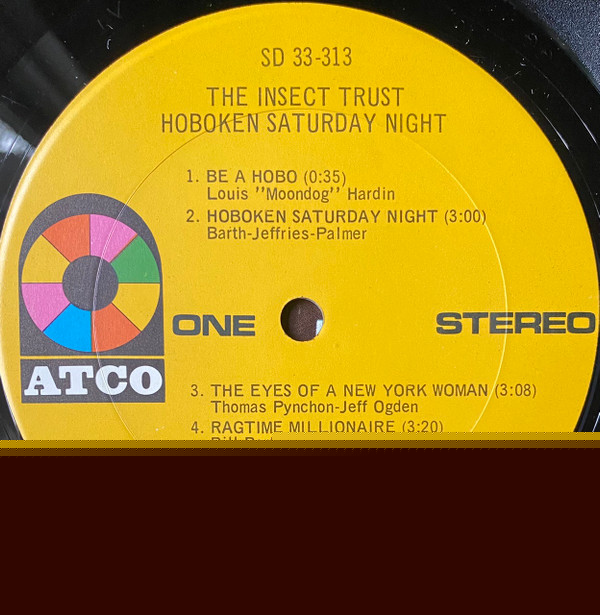 SD 33-313
THE INSECT TRUST
HOBOKEN SATURDAY NIGHT
1. BE A HOBO (0:35)
Louis "Moondog" Hardin
2. HOBOKEN SATURDAY NIGHT (3:00)
Barth-Jeffries-Palmer
ONE
STEREO
ATCO
3. THE EYES OF A NEW YORK WOMAN (3:08)
Thomas Pynchon-Jeff Ogden
4. RAGTIME MILLIONAIRE (3:20)